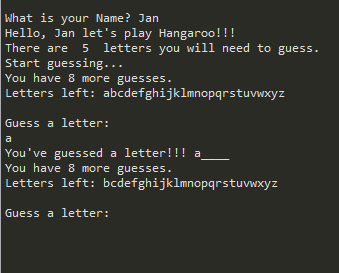 What is your Name? Jan
Hello, Jan let's play Hangaroo!!!
There are  5  letters you will need to guess.
Start guessing...
You have 8 more guesses.
Letters left: abcdefghijklmnopqrstuvwxyz
Guess a letter:
a
You've guessed a letter!!! a____
You have 8 more guesses.
Letters left: bcdefghijklmnopqrstuvwxyz
Guess a letter: